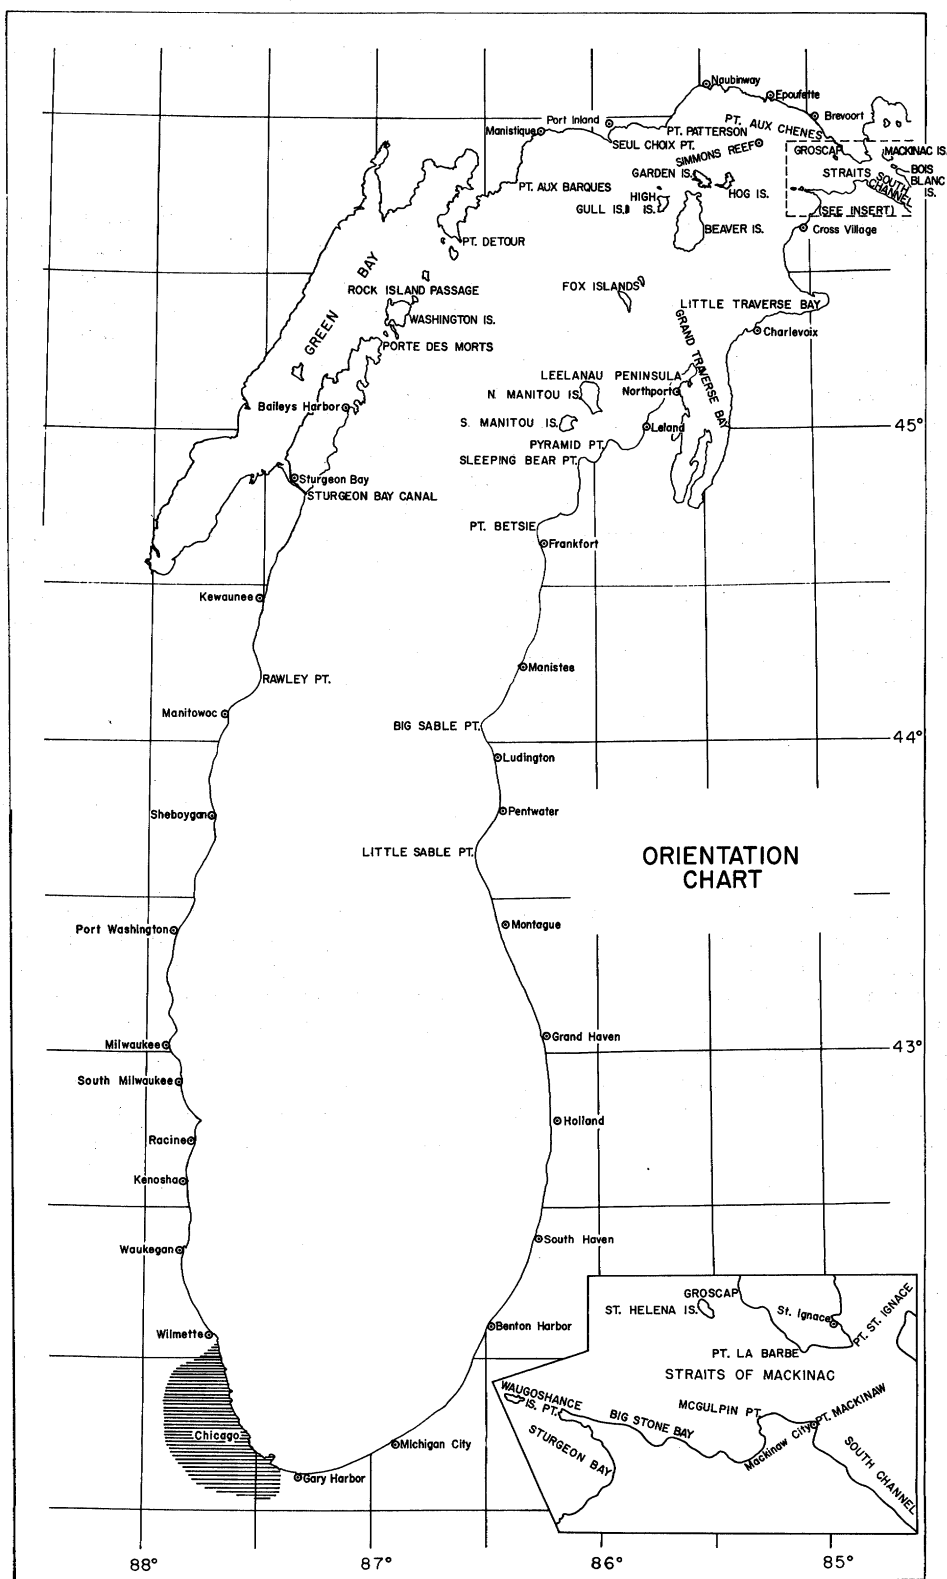 Naubinway
Epoufette
Brevoort
Port Inland
Manistique
PT. AUX CHENES
PT. PATTERSON
SEUL CHOIX PT.
SIMMONS REEF
GROSCAP
MACKINAC IS.
BOIS
BLANC
IS.
STRAITS
SOUTH
CHANNEL
GARDEN IS.
HOG IS.
PT. AUX BARQUES
HIGH
IS.
GULL IS.
(SEE INSERT)
Cross Village
BEAVER IS.
PT. DETOUR
GREEN BAY
ROCK ISLAND PASSAGE
FOX ISLANDS
WASHINGTON IS.
LITTLE TRAVERSE BAY
Charlevoix
PORTE DES MORTS
GRAND TRAVERSE BAY
LEELANAU PENINSULA
N. MANITOU IS.
Northport
Baileys Harbor
S. MANITOU IS.
Leland
45°
PYRAMID PT.
SLEEPING BEAR PT.
Sturgeon Bay
STURGEON BAY CANAL
PT. BETSIE
Frankfort
Kewaunee
Manistee
RAWLEY PT.
Manitowoc
BIG SABLE PT.
44°
Ludington
Pentwater
Sheboygan
LITTLE SABLE PT.
ORIENTATION
CHART
Montague
Port Washington
Grand Haven
Milwaukee
43°
South Milwaukee
Holland
Racine
Kenosha
South Haven
Waukegan
Benton Harbor
Wilmette
Chicago
Michigan City
Gary Harbor
GROSCAP
ST. HELENA IS.
St. Ignace
PT. ST. IGNACE
PT. LA BARBE
STRAITS OF MACKINAC
WAUGOSHANCE
IS. PT.
MCGULPIN PT.
PT. MACKINAW
BIG STONE BAY
Mackinaw City
STURGEON BAY
SOUTH CHANNEL
88°
87°
86°
85°